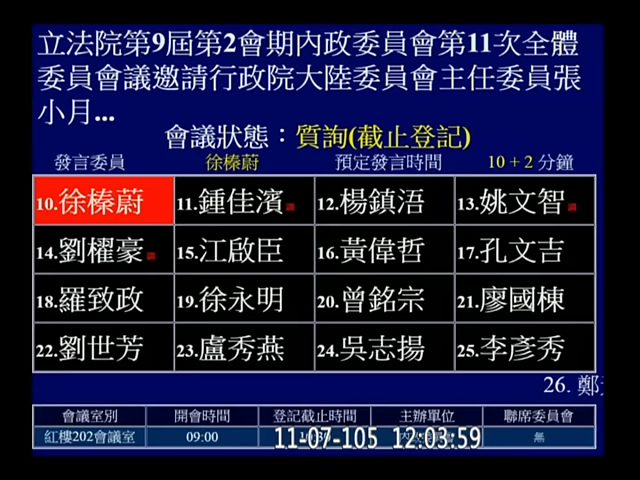 立法院第9屆第2會期內政委員會第11次全體
委員會議邀請行政院大陸委員會主任委員張
小月...
會議狀態：質詢(截止登記)
發言委員 徐榛蔚 預定發言時間 10 + 2 分鐘
10.徐榛蔚 11.鍾佳濱 12.楊鎮浯 13.姚文智
14.劉櫂豪 15.江啟臣 16.黃偉哲 17.孔文吉
18.羅致政 19.徐永明 20.曾銘宗 21.廖國棟
22.劉世芳 23.盧秀燕 24.吳志揚 25.李彥秀
26. 鄭
會議室別 開會時間 登記截止時間 主辦單位 聯席委員會
紅樓202會議室 09:00 無
11-07-105 12:03:59